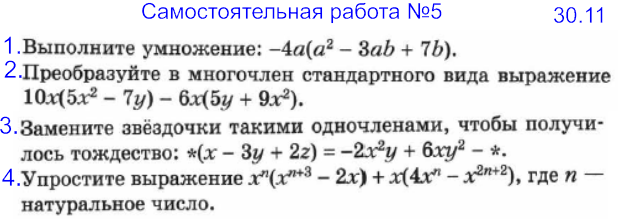 Самостоятельная работа №5 30.11
1. Выполните умножение: −4a(a² − 3ab + 7b).
2. Преобразуйте в многочлен стандартного вида выражение
10x(5x² − 7y) − 6x(5y + 9x²).
3. Замените звёздочки такими одночленами, чтобы получи-
лось тождество: *(x − 3y + 2z) = −2x²y + 6xy² − *.
4. Упростите выражение xⁿ(xⁿ⁺³ − 2x) + x(4xⁿ − x²ⁿ⁺²), где n —
натуральное число.